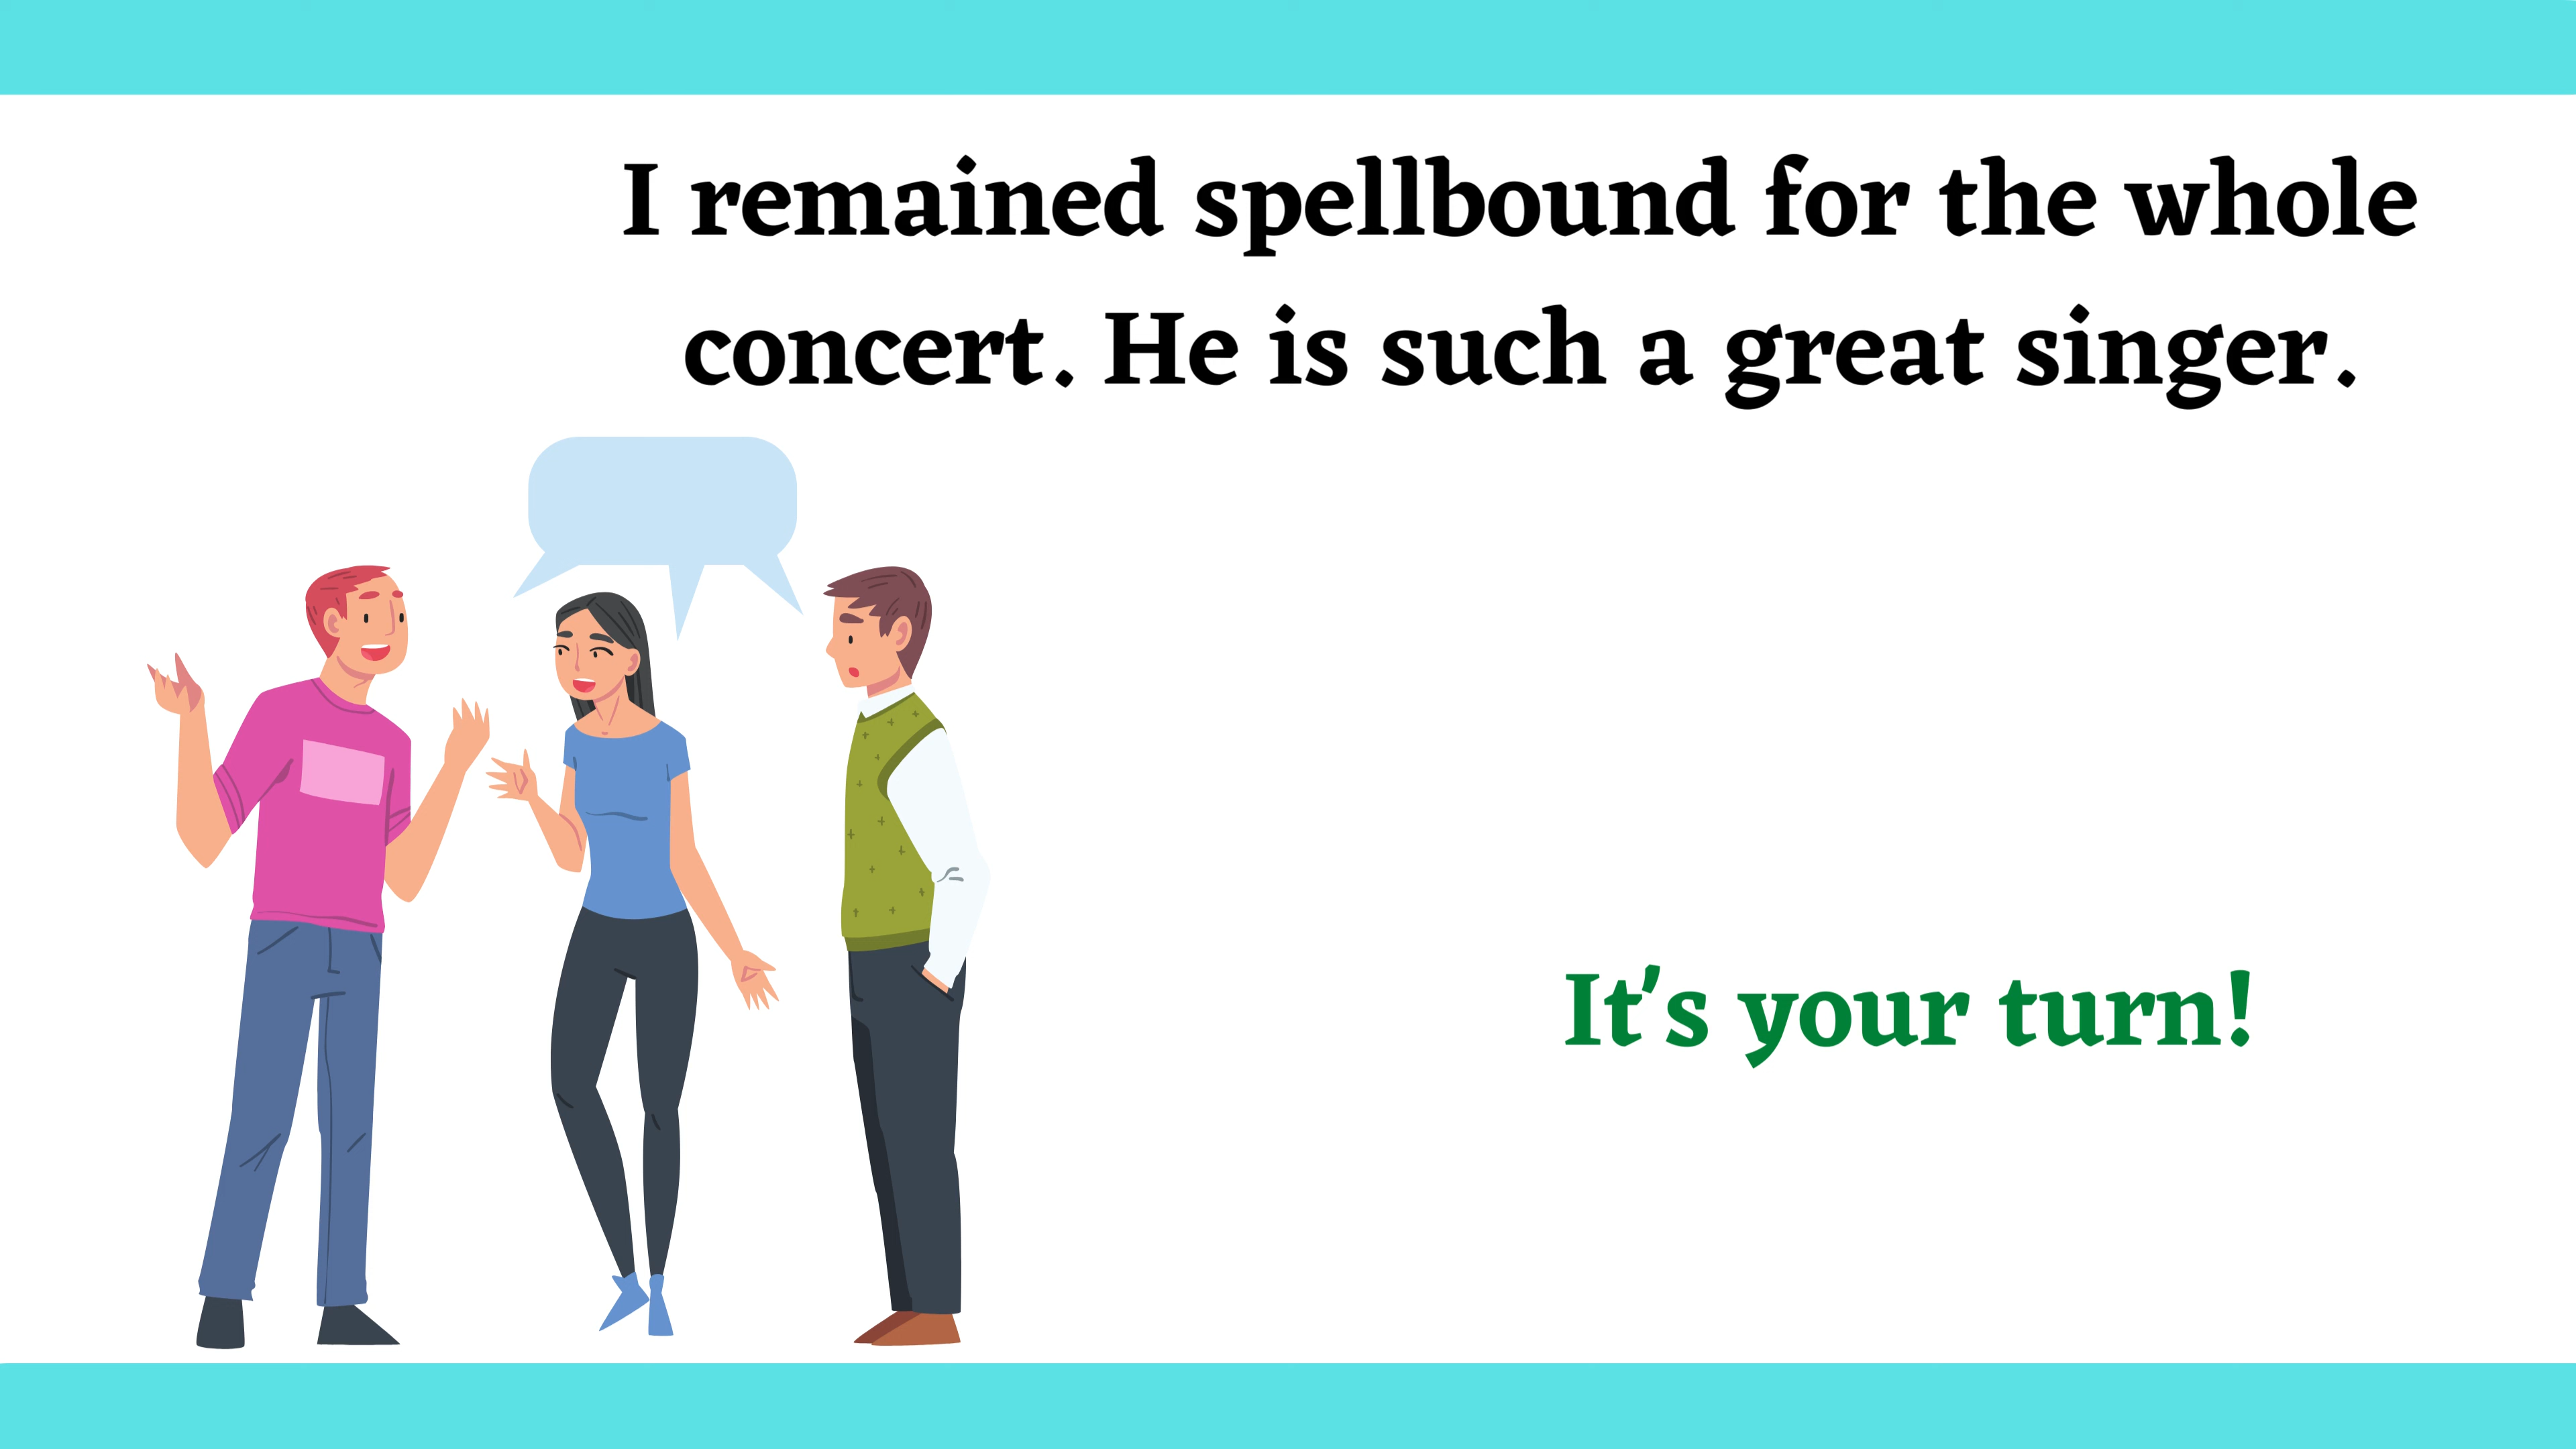 I remained spellbound for the whole
concert. He is such a great singer.
It's your turn!